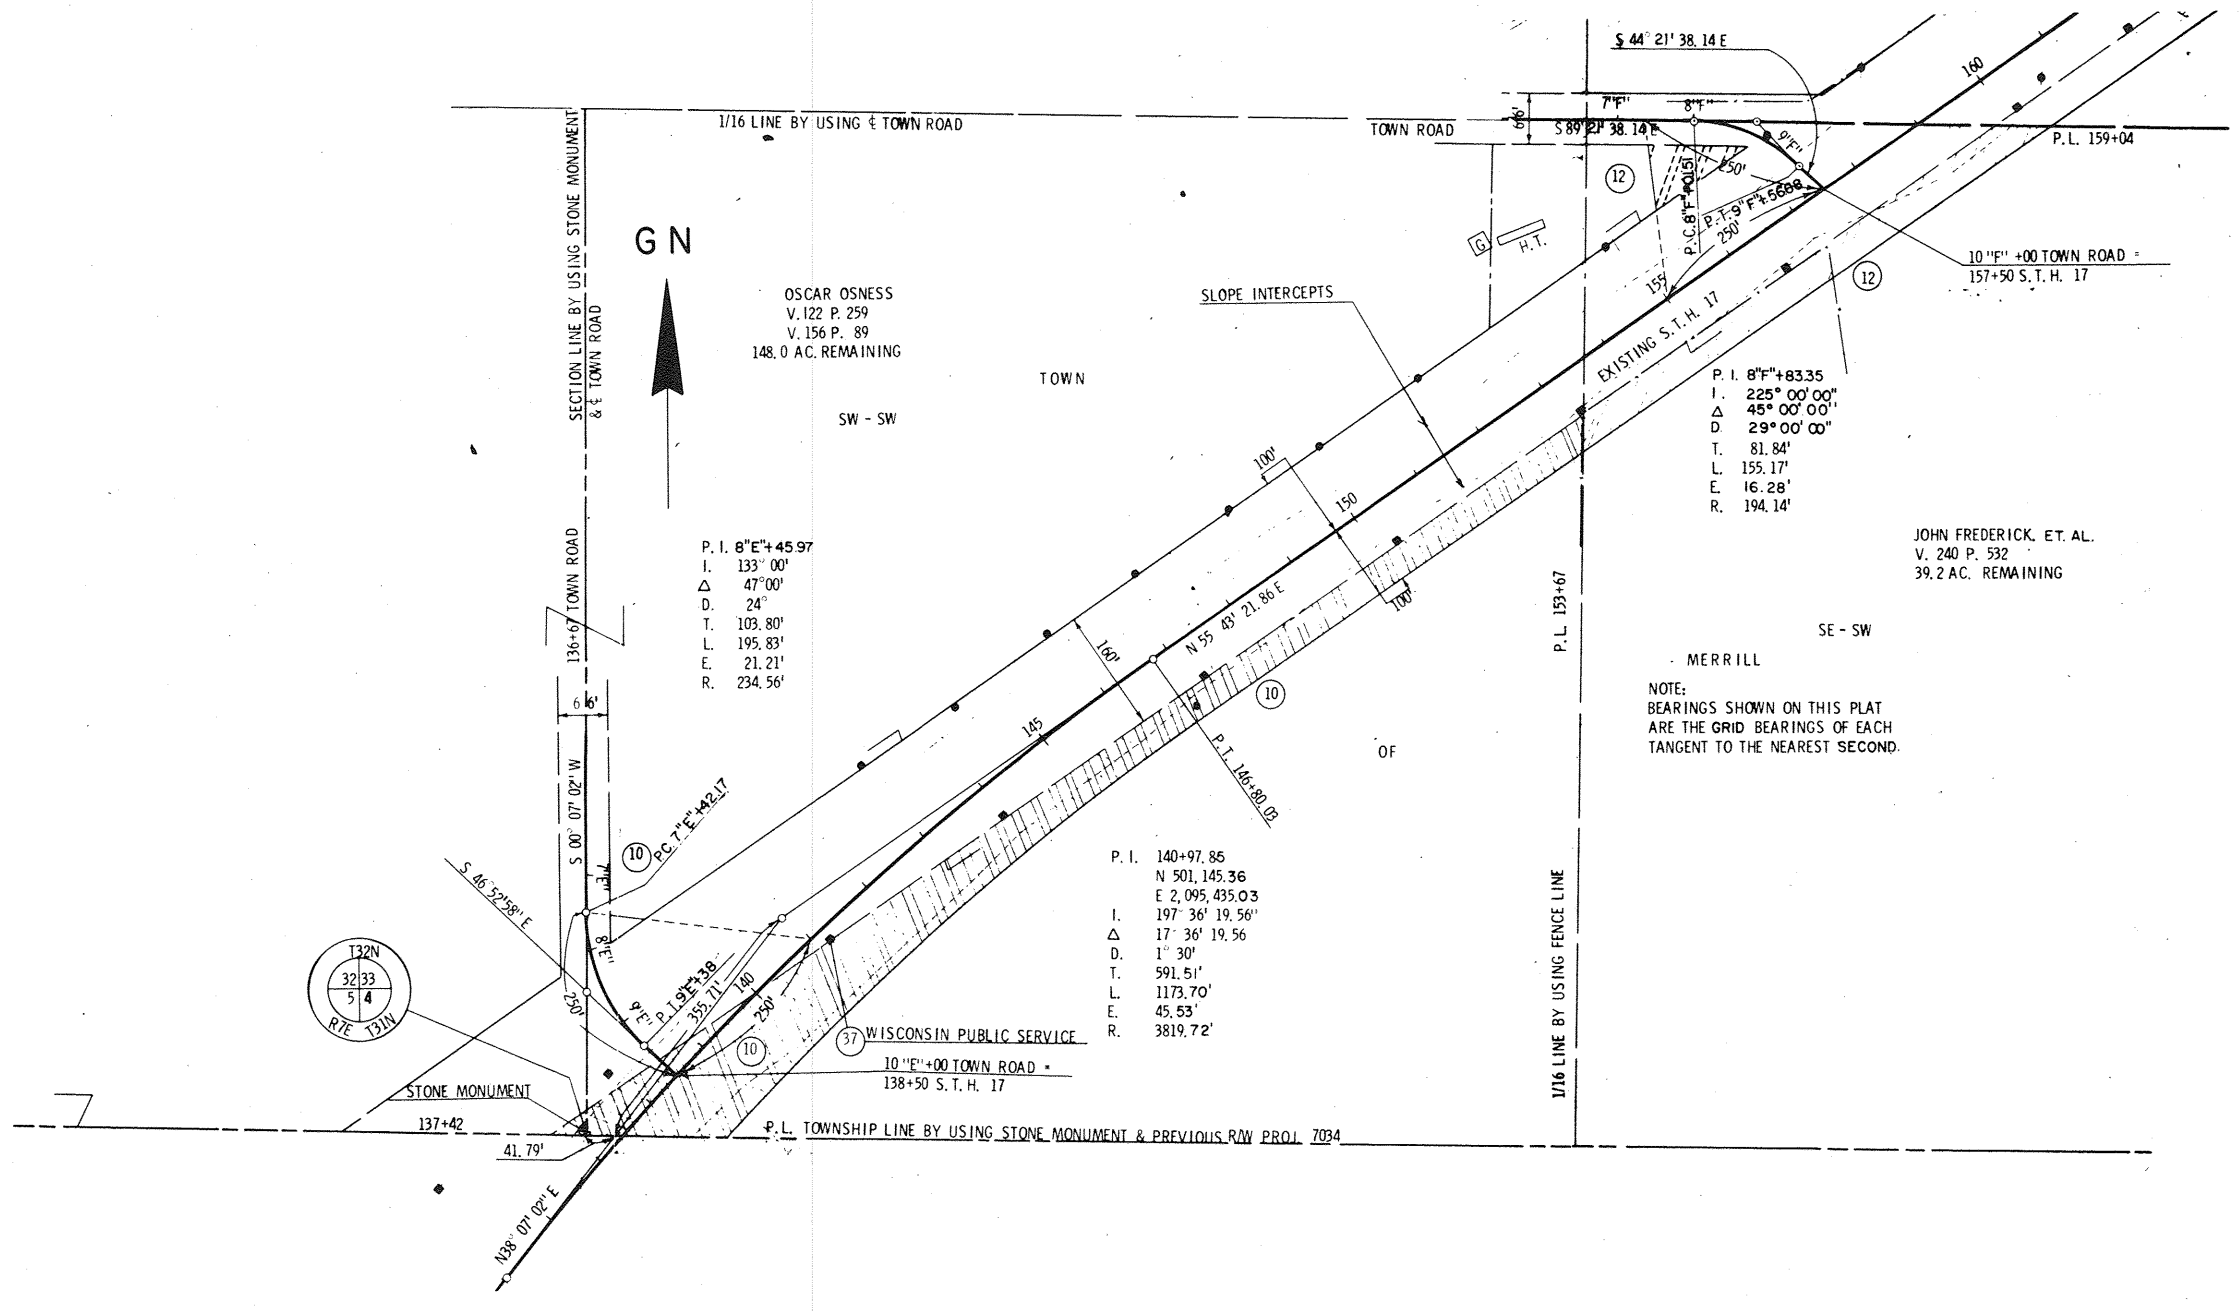 S 44° 21' 38.14 E
160
7"F"
8"F"
66'
1/16 LINE BY USING ℄ TOWN ROAD
TOWN ROAD
S 89° 21' 38.14 E
P.L. 159+04
9"F"
250'
12
P.C. 8"F"+01.51
P.T. 9"F"+56.68
250'
SECTION LINE BY USING STONE MONUMENT
& ℄ TOWN ROAD
G N
G
H.T.
10 "F" +00 TOWN ROAD =
157+50 S.T.H. 17
12
155
OSCAR OSNESS
V. 122 P. 259
V. 156 P. 89
148.0 AC. REMAINING
SLOPE INTERCEPTS
EXISTING S.T.H. 17
TOWN
SW - SW
P.I. 8"F"+83.35
I. 225° 00' 00"
Δ 45° 00' 00"
D. 29° 00' 00"
T. 81.84'
L. 155.17'
E. 16.28'
R. 194.14'
100'
150
100'
136+67 TOWN ROAD
P.I. 8"E"+45.97
I. 133° 00'
Δ 47°00'
D. 24°
T. 103.80'
L. 195.83'
E. 21.21'
R. 234.56'
JOHN FREDERICK. ET. AL.
V. 240 P. 532
39.2 AC. REMAINING
P.L. 153+67
N 55 43' 21.86 E
160'
SE - SW
MERRILL
10
NOTE:
BEARINGS SHOWN ON THIS PLAT
ARE THE GRID BEARINGS OF EACH
TANGENT TO THE NEAREST SECOND.
66'
145
P.T. 146+80.03
OF
S 00° 07' 02" W
P.C. 7"E"+42.17
10
7"E"
S 46°52'58" E
8"E"
P.I. 140+97.85
N 501,145.36
E 2,095,435.03
I. 197° 36' 19.56"
Δ 17° 36' 19.56
D. 1° 30'
T. 591.51'
L. 1173.70'
E. 45.53'
R. 3819.72'
1/16 LINE BY USING FENCE LINE
T32N
32 33
5 4
R7E T31N
250'
9"E"
P.T. 9"E"+38
355.71'
140
250'
10
37
WISCONSIN PUBLIC SERVICE
10 "E"+00 TOWN ROAD =
138+50 S.T.H. 17
STONE MONUMENT
137+42
P.L. TOWNSHIP LINE BY USING STONE MONUMENT & PREVIOUS R/W PROJ. 7034
41.79'
N38° 07' 02" E